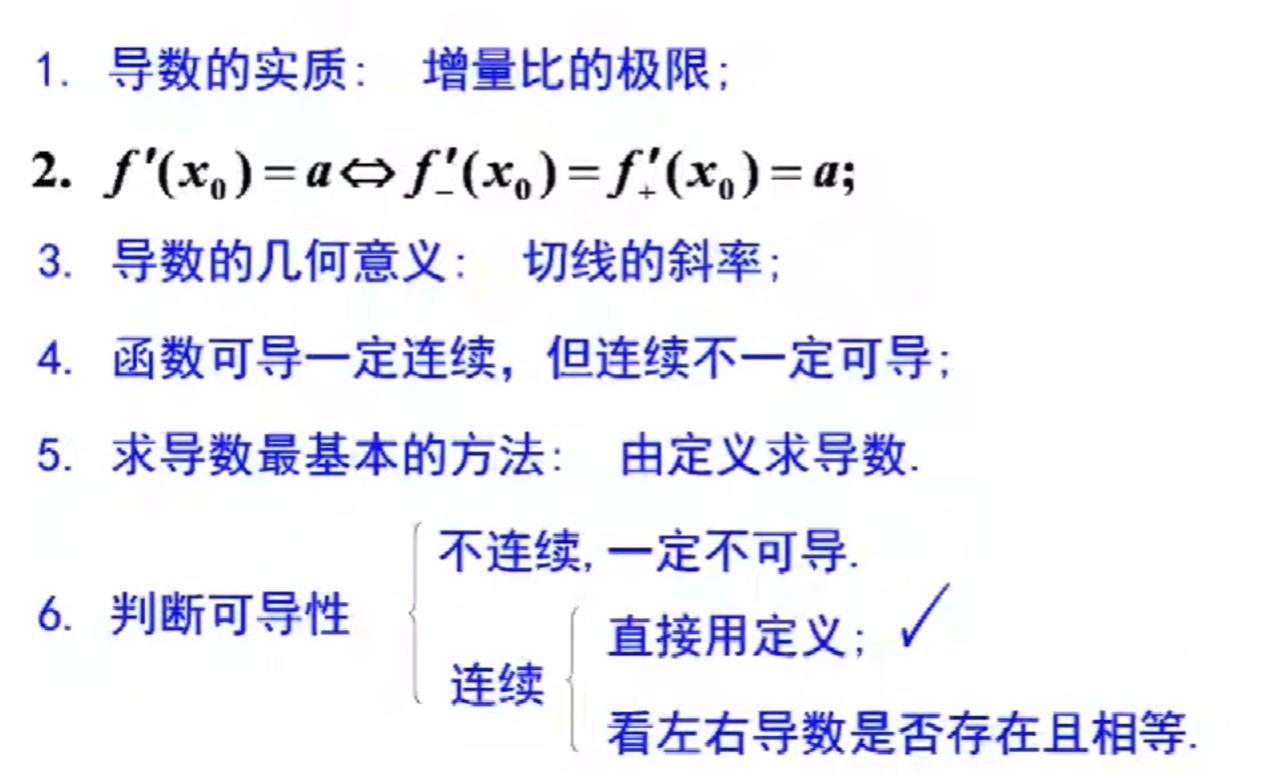 1. 导数的实质： 增量比的极限；
2. f′(x₀)=a⇔f₋′(x₀)=f₊′(x₀)=a;
3. 导数的几何意义： 切线的斜率；
4. 函数可导一定连续，但连续不一定可导；
5. 求导数最基本的方法： 由定义求导数.
不连续, 一定不可导.
6. 判断可导性
直接用定义； ✓
连续
看左右导数是否存在且相等.